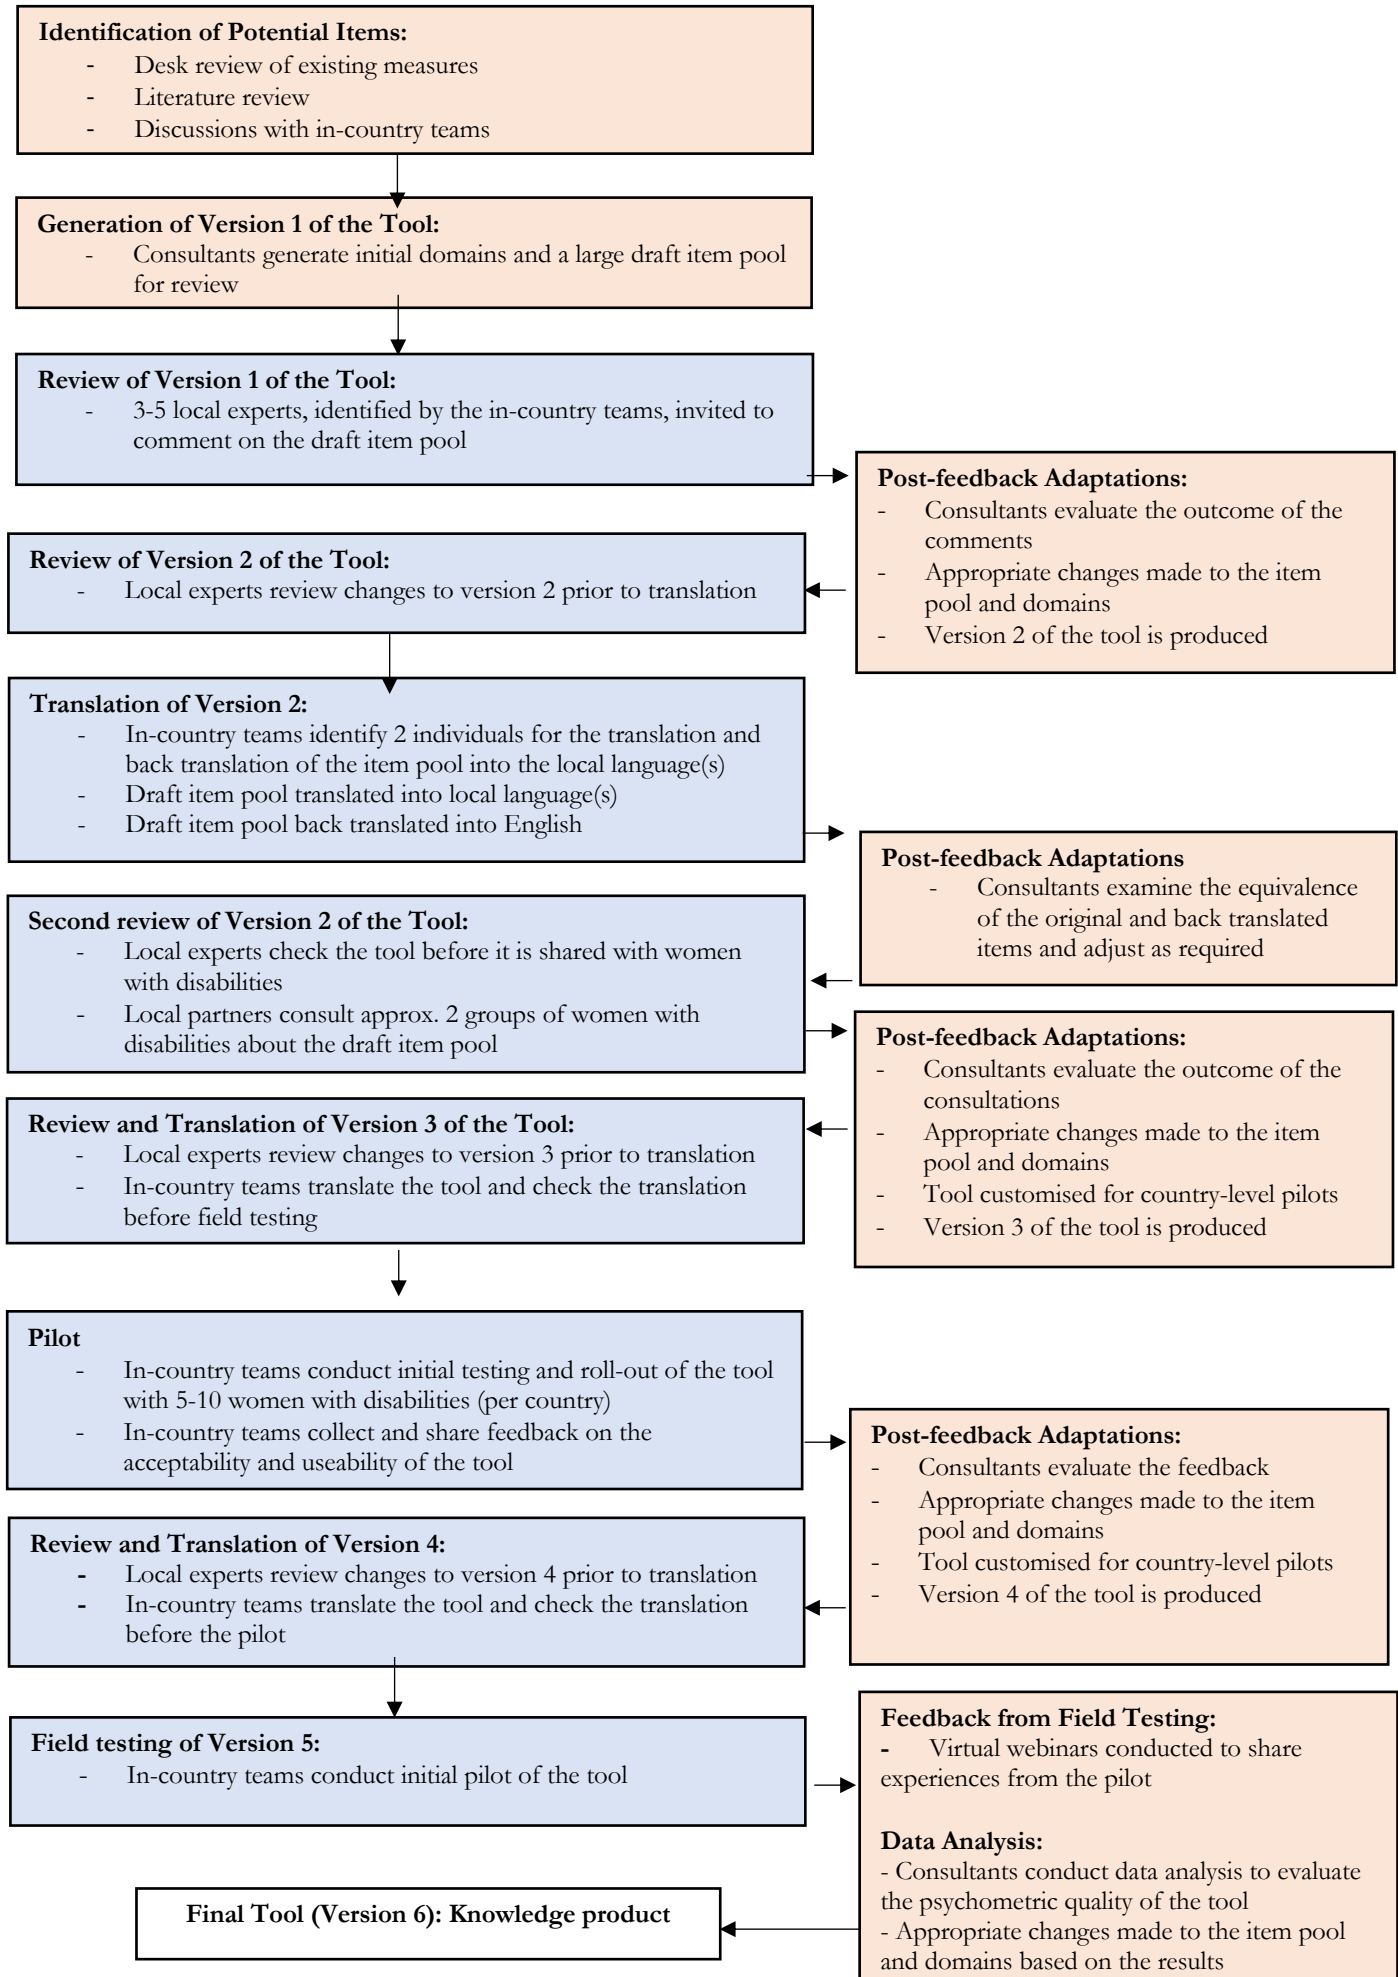 Identification of Potential Items:
- Desk review of existing measures
- Literature review
- Discussions with in-country teams
Generation of Version 1 of the Tool:
- Consultants generate initial domains and a large draft item pool
for review
Review of Version 1 of the Tool:
- 3-5 local experts, identified by the in-country teams, invited to
comment on the draft item pool
Post-feedback Adaptations:
- Consultants evaluate the outcome of the
comments
- Appropriate changes made to the item
pool and domains
- Version 2 of the tool is produced
Review of Version 2 of the Tool:
- Local experts review changes to version 2 prior to translation
Translation of Version 2:
- In-country teams identify 2 individuals for the translation and
back translation of the item pool into the local language(s)
- Draft item pool translated into local language(s)
- Draft item pool back translated into English
Post-feedback Adaptations
- Consultants examine the equivalence
of the original and back translated
items and adjust as required
Second review of Version 2 of the Tool:
- Local experts check the tool before it is shared with women
with disabilities
- Local partners consult approx. 2 groups of women with
disabilities about the draft item pool
Post-feedback Adaptations:
- Consultants evaluate the outcome of the
consultations
- Appropriate changes made to the item
pool and domains
- Tool customised for country-level pilots
- Version 3 of the tool is produced
Review and Translation of Version 3 of the Tool:
- Local experts review changes to version 3 prior to translation
- In-country teams translate the tool and check the translation
before field testing
Pilot
- In-country teams conduct initial testing and roll-out of the tool
with 5-10 women with disabilities (per country)
- In-country teams collect and share feedback on the
acceptability and useability of the tool
Post-feedback Adaptations:
- Consultants evaluate the feedback
- Appropriate changes made to the item
pool and domains
- Tool customised for country-level pilots
- Version 4 of the tool is produced
Review and Translation of Version 4:
- Local experts review changes to version 4 prior to translation
- In-country teams translate the tool and check the translation
before the pilot
Field testing of Version 5:
- In-country teams conduct initial pilot of the tool
Feedback from Field Testing:
- Virtual webinars conducted to share
experiences from the pilot
Data Analysis:
- Consultants conduct data analysis to evaluate
the psychometric quality of the tool
- Appropriate changes made to the item pool
and domains based on the results
Final Tool (Version 6): Knowledge product